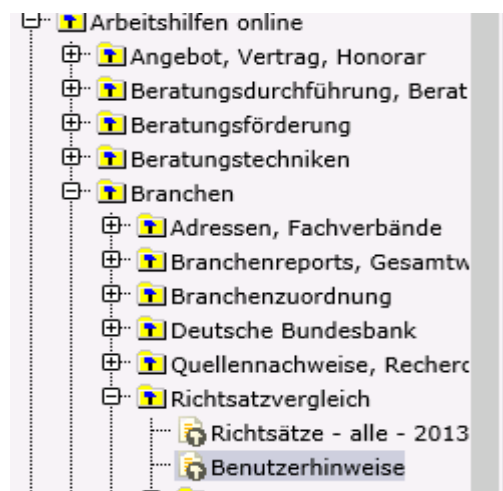 Arbeitshilfen online
Angebot, Vertrag, Honorar
Beratungsdurchführung, Berat
Beratungsförderung
Beratungstechniken
Branchen
Adressen, Fachverbände
Branchenreports, Gesamtw
Branchenzuordnung
Deutsche Bundesbank
Quellennachweise, Recherc
Richtsatzvergleich
Richtsätze - alle - 2013
Benutzerhinweise